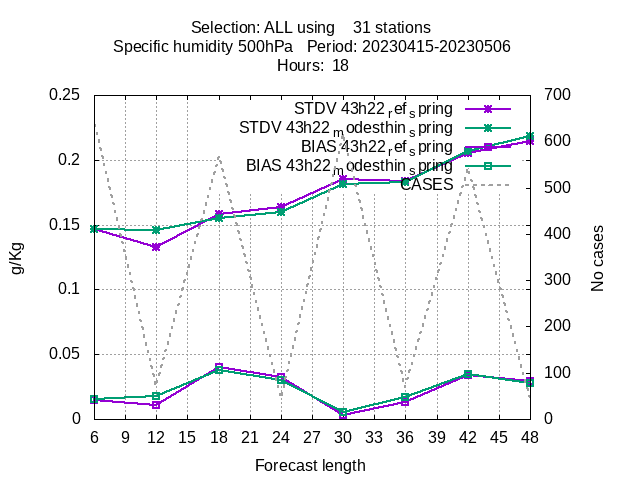 Selection: ALL using    31 stations
Specific humidity 500hPa   Period: 20230415-20230506
Hours:  18
0.25
0.2
0.15
0.1
0.05
0
700
600
500
400
300
200
100
0
STDV 43h22_ref_spring
STDV 43h22_modesthin_spring
BIAS 43h22_ref_spring
BIAS 43h22_modesthin_spring
CASES
g/Kg
No cases
6 9 12 15 18 21 24 27 30 33 36 39 42 45 48
Forecast length